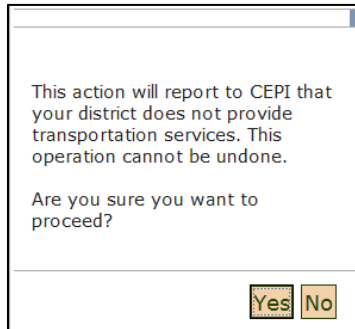 This action will report to CEPI that
your district does not provide
transportation services. This
operation cannot be undone.
Are you sure you want to
proceed?
Yes No